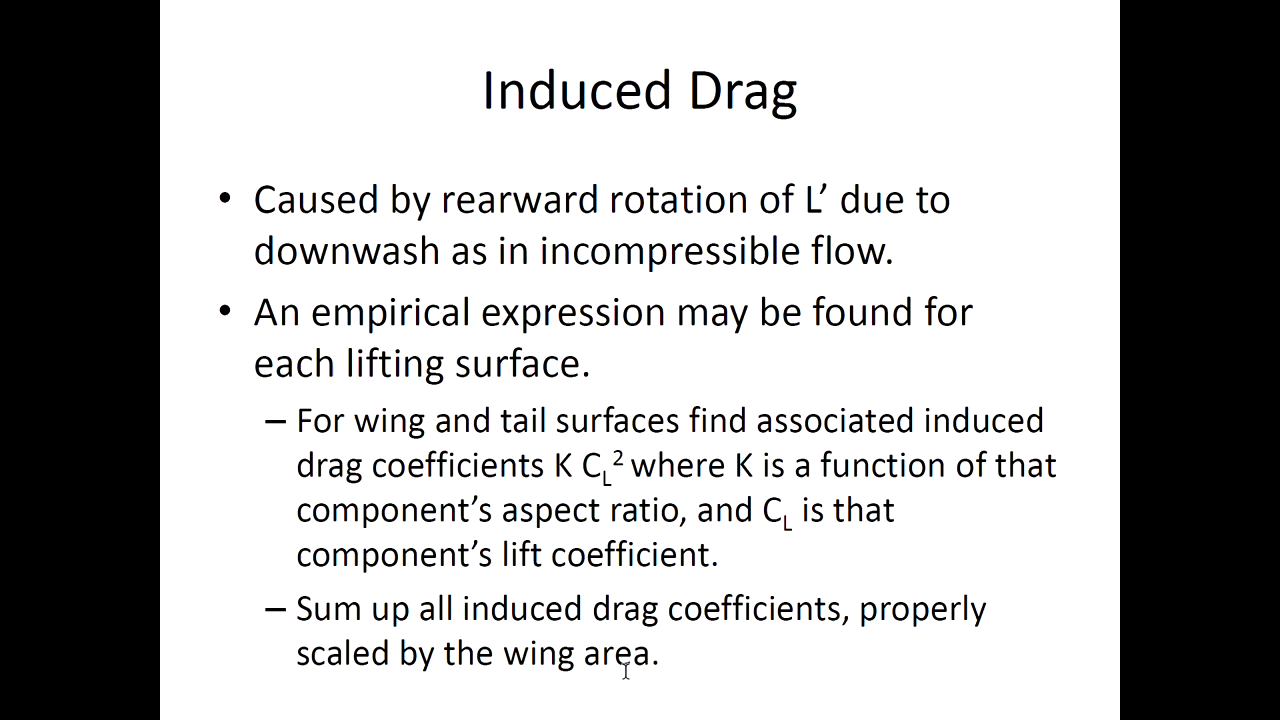 Induced Drag
• Caused by rearward rotation of L’ due to
downwash as in incompressible flow.
• An empirical expression may be found for
each lifting surface.
– For wing and tail surfaces find associated induced
drag coefficients K C_L² where K is a function of that
component’s aspect ratio, and C_L is that
component’s lift coefficient.
– Sum up all induced drag coefficients, properly
scaled by the wing area.